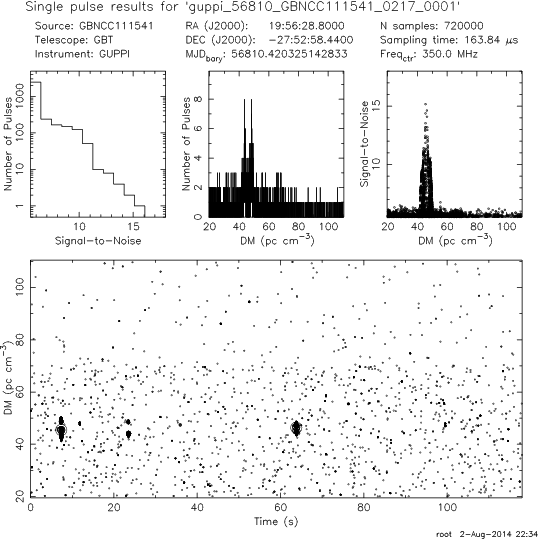 Single pulse results for 'guppi_56810_GBNCC111541_0217_0001'
Source: GBNCC111541 RA (J2000): 19:56:28.8000 N samples: 720000
Telescope: GBT DEC (J2000): −27:52:58.4400 Sampling time: 163.84 μs
Instrument: GUPPI MJDbary: 56810.420325142833 Freqctr: 350.0 MHz
Number of Pulses
1 10 100 1000
10 15
Signal−to−Noise
Number of Pulses
0 2 4 6 8
20 40 60 80 100
DM (pc cm−3)
Signal−to−Noise
10 15
20 40 60 80 100
DM (pc cm−3)
DM (pc cm−3)
20 40 60 80 100
0 20 40 60 80 100
Time (s)
root 2−Aug−2014 22:34